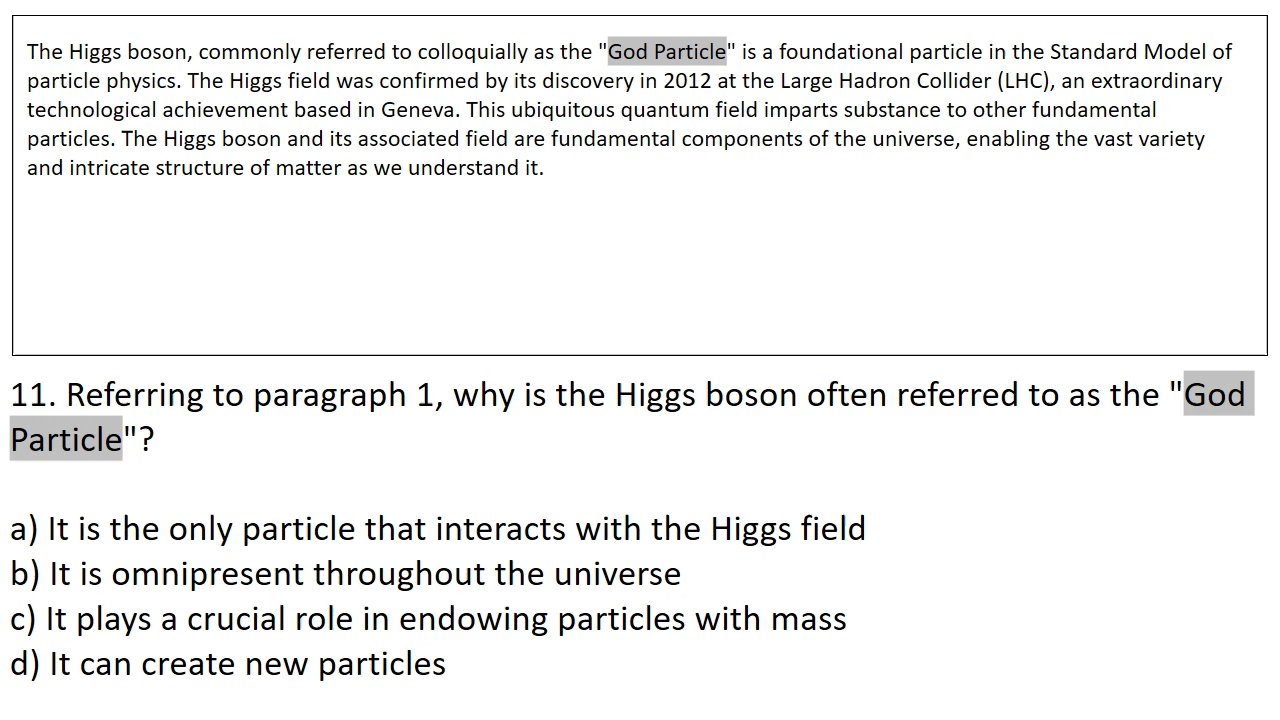 The Higgs boson, commonly referred to colloquially as the "God Particle" is a foundational particle in the Standard Model of
particle physics. The Higgs field was confirmed by its discovery in 2012 at the Large Hadron Collider (LHC), an extraordinary
technological achievement based in Geneva. This ubiquitous quantum field imparts substance to other fundamental
particles. The Higgs boson and its associated field are fundamental components of the universe, enabling the vast variety
and intricate structure of matter as we understand it.
11. Referring to paragraph 1, why is the Higgs boson often referred to as the "God
Particle"?
a) It is the only particle that interacts with the Higgs field
b) It is omnipresent throughout the universe
c) It plays a crucial role in endowing particles with mass
d) It can create new particles